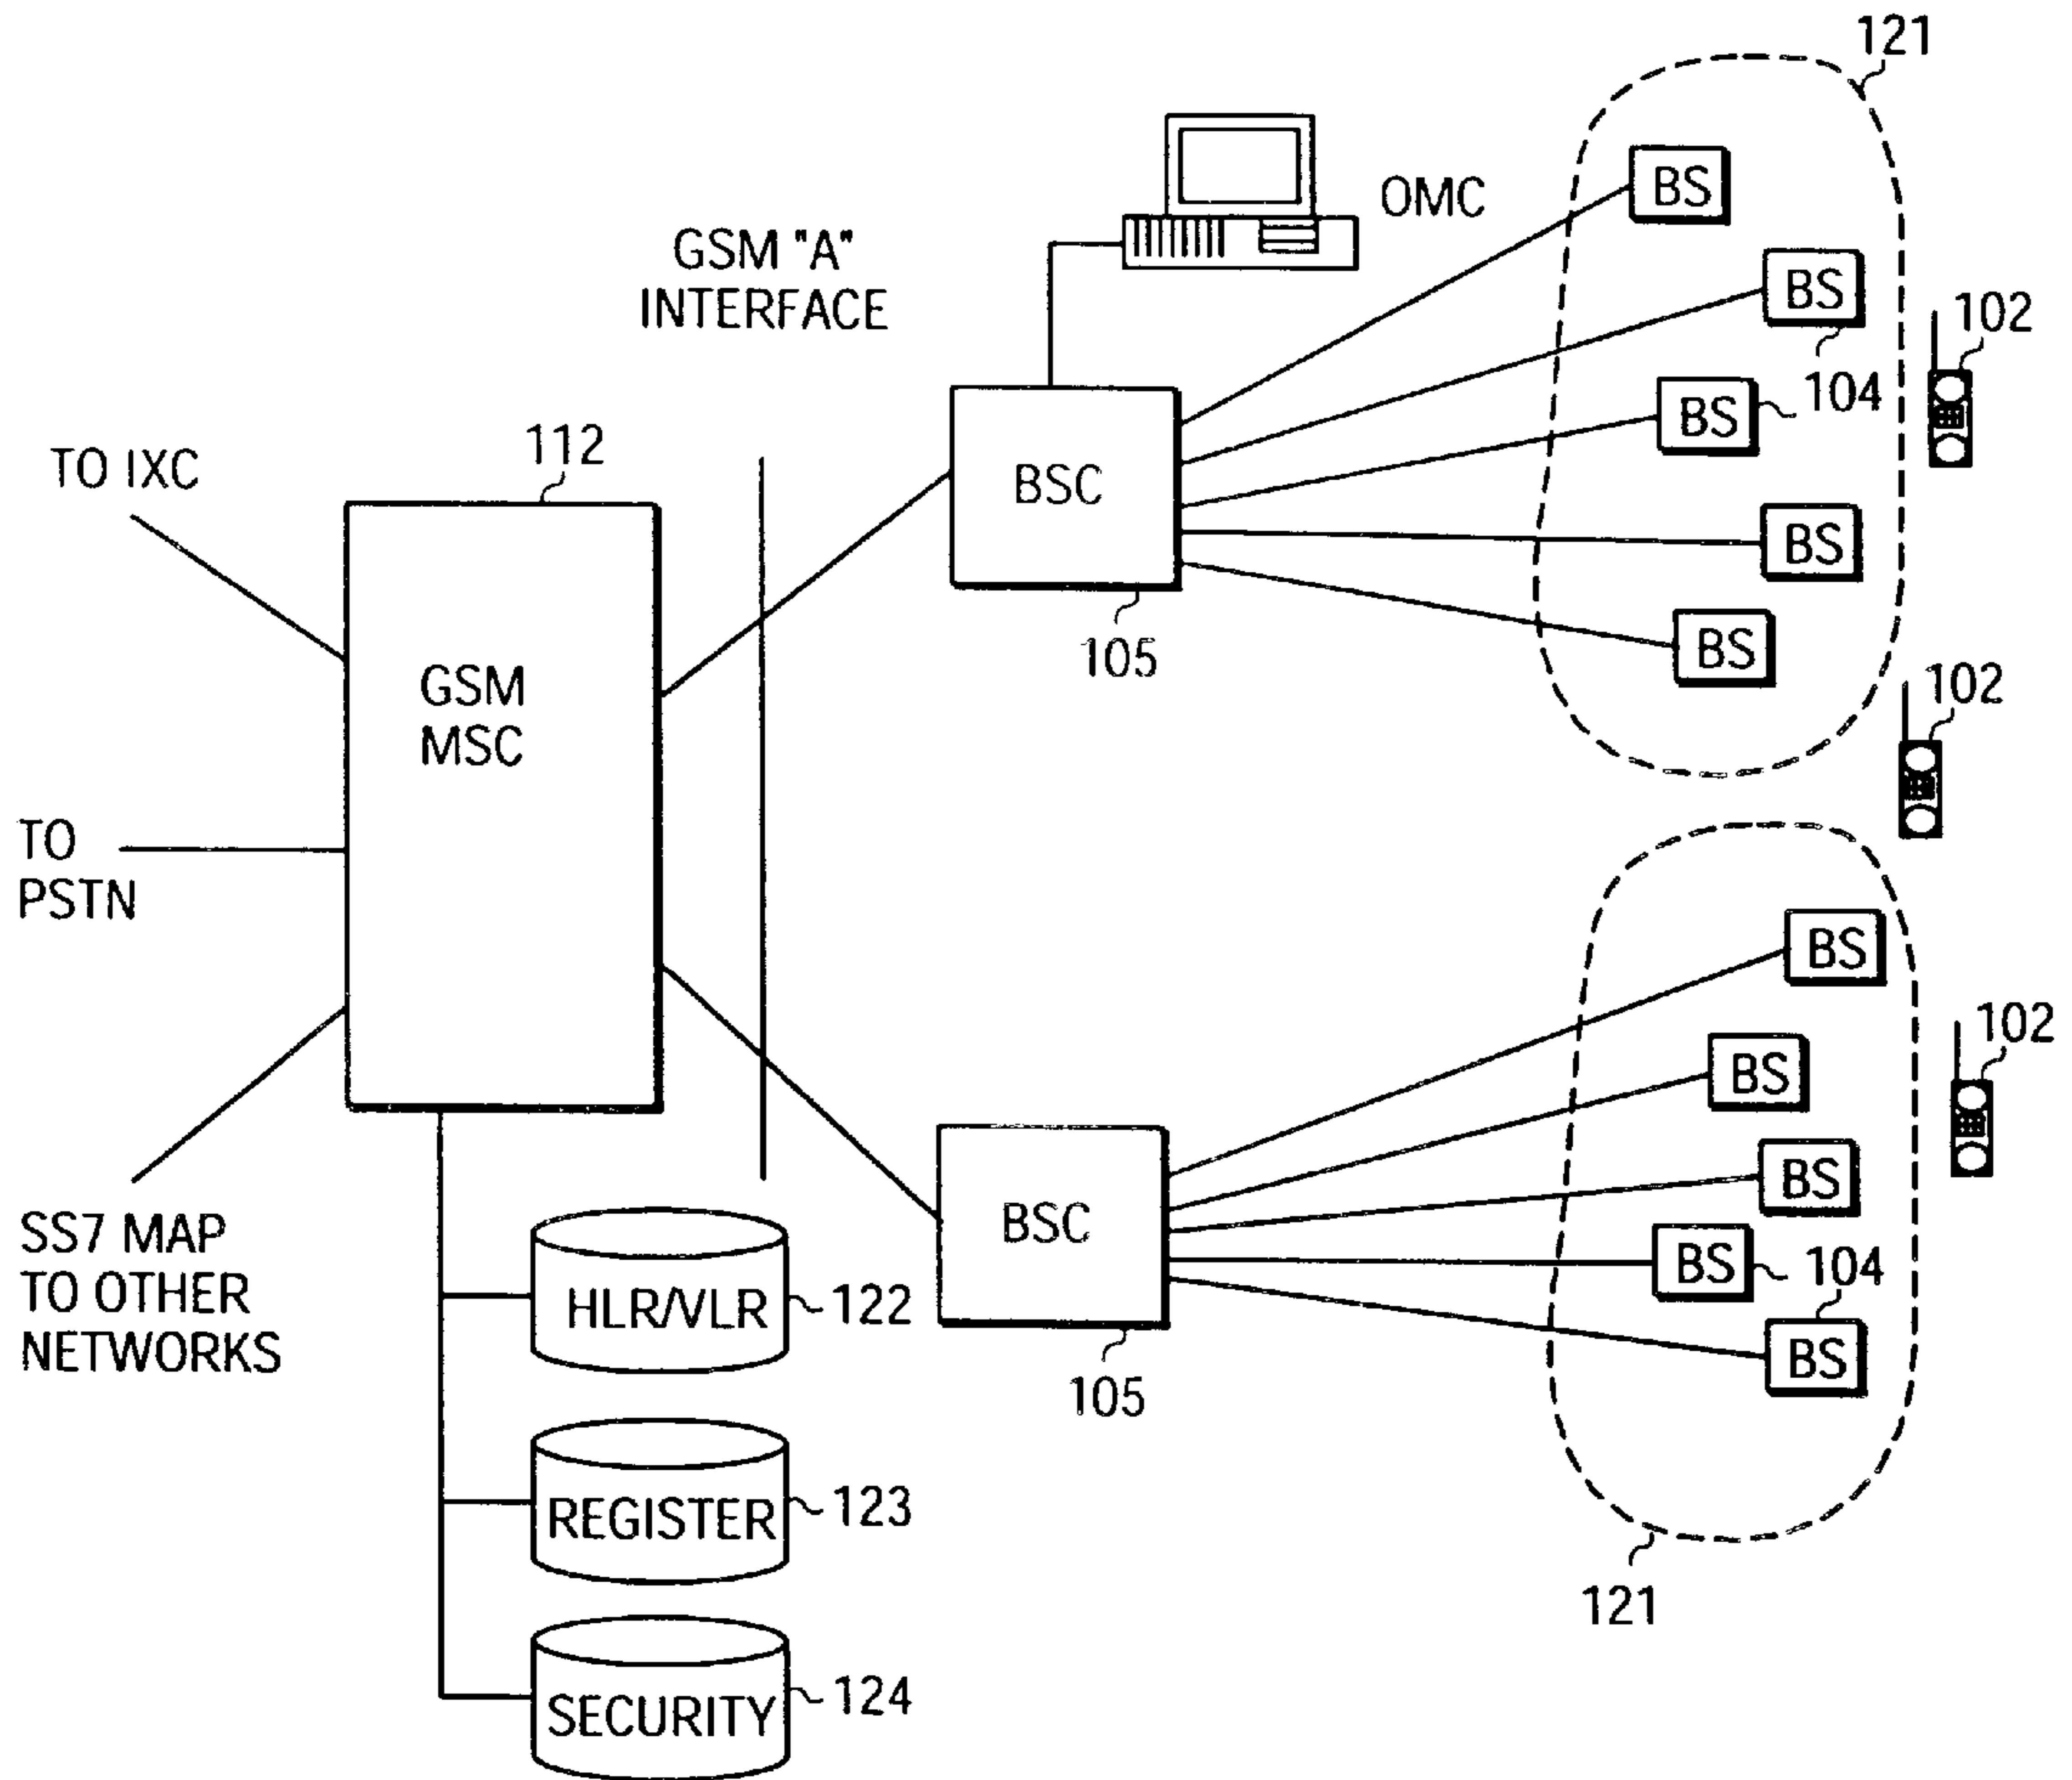 121
BS
OMC
GSM "A"
INTERFACE
BS
102
104
BS
112
TO IXC
BSC
BS
105
BS
GSM
MSC
102
TO
PSTN
BS
102
BS
BS
BSC
SS7 MAP
TO OTHER
NETWORKS
BS
104
HLR/VLR
122
BS
105
REGISTER
123
121
SECURITY
124